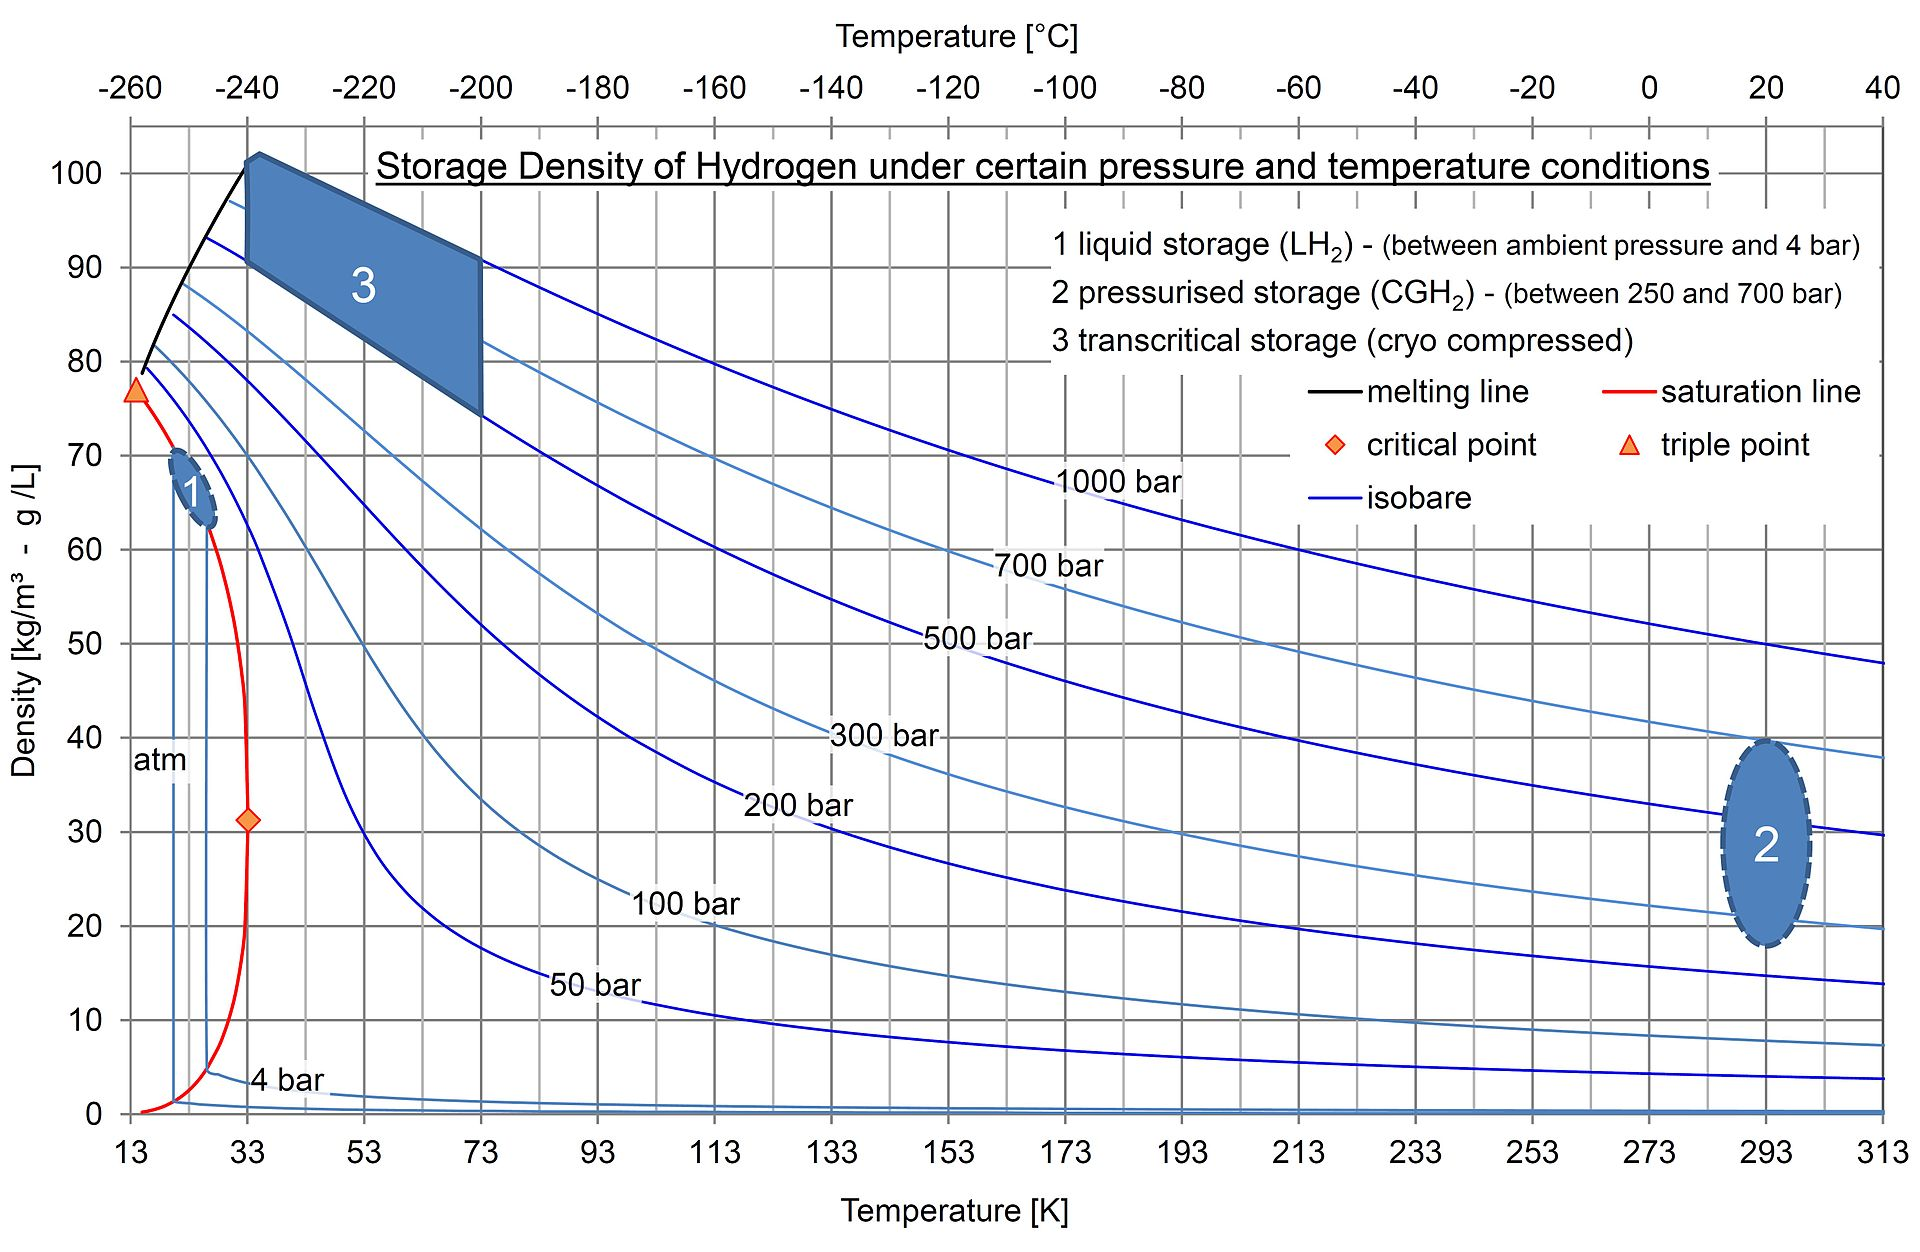 Temperature [°C]
-260 -240 -220 -200 -180 -160 -140 -120 -100 -80 -60 -40 -20 0 20 40
Storage Density of Hydrogen under certain pressure and temperature conditions
1 liquid storage (LH₂) - (between ambient pressure and 4 bar)
2 pressurised storage (CGH₂) - (between 250 and 700 bar)
3 transcritical storage (cryo compressed)
melting line
saturation line
critical point
triple point
isobare
Density [kg/m³ - g /L]
100
90
80
70
60
50
40
30
20
10
0
3
1
2
1000 bar
700 bar
500 bar
300 bar
200 bar
100 bar
50 bar
4 bar
atm
13 33 53 73 93 113 133 153 173 193 213 233 253 273 293 313
Temperature [K]